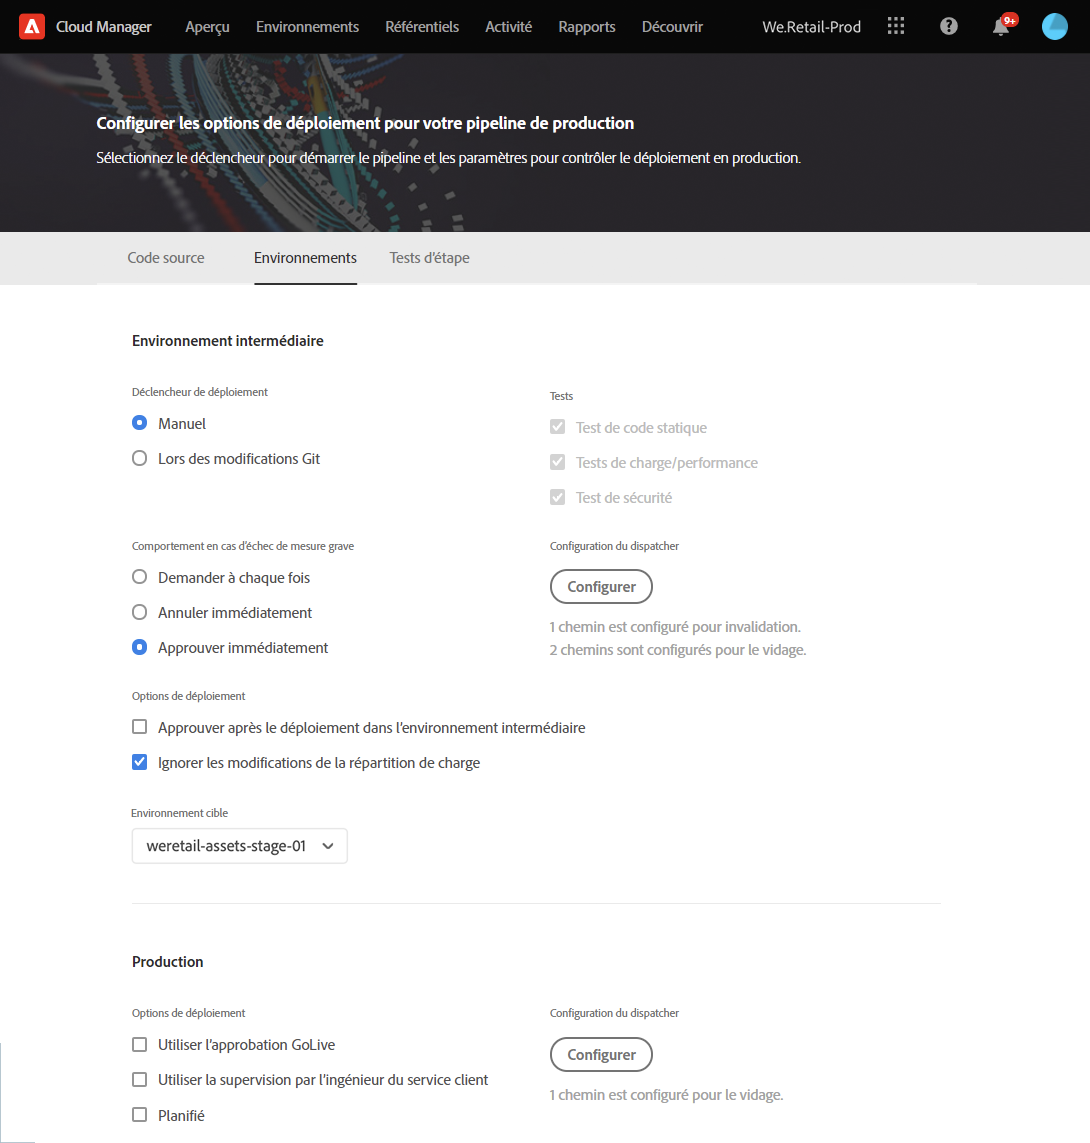 Cloud Manager Aperçu Environnements Référentiels Activité Rapports Découvrir We.Retail-Prod 9+
Configurer les options de déploiement pour votre pipeline de production
Sélectionnez le déclencheur pour démarrer le pipeline et les paramètres pour contrôler le déploiement en production.
Code source Environnements Tests d'étape
Environnement intermédiaire
Déclencheur de déploiement
Manuel
Lors des modifications Git
Tests
Test de code statique
Tests de charge/performance
Test de sécurité
Comportement en cas d'échec de mesure grave
Demander à chaque fois
Annuler immédiatement
Approuver immédiatement
Configuration du dispatcher
Configurer
1 chemin est configuré pour invalidation.
2 chemins sont configurés pour le vidage.
Options de déploiement
Approuver après le déploiement dans l'environnement intermédiaire
Ignorer les modifications de la répartition de charge
Environnement cible
weretail-assets-stage-01
Production
Options de déploiement
Utiliser l'approbation GoLive
Utiliser la supervision par l'ingénieur du service client
Planifié
Configuration du dispatcher
Configurer
1 chemin est configuré pour le vidage.